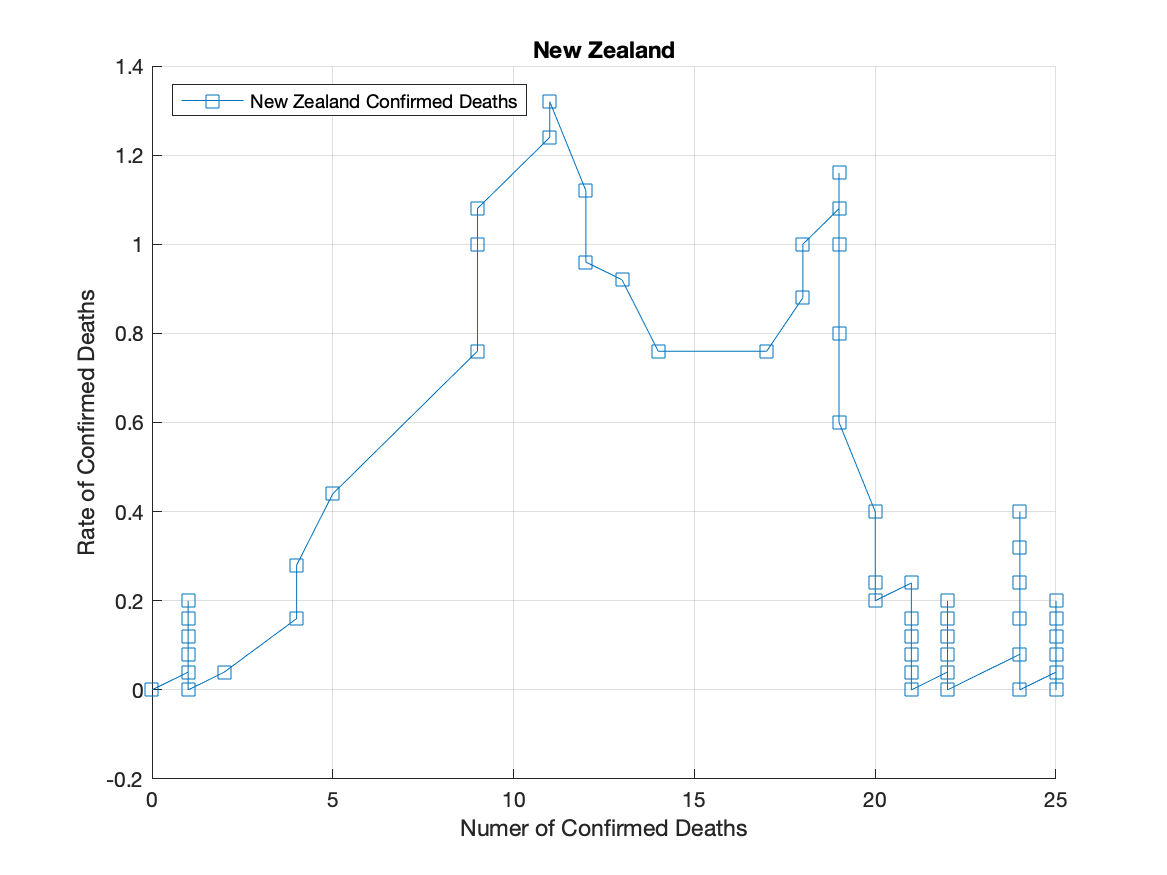 New Zealand
New Zealand Confirmed Deaths
1.4
1.2
1
0.8
0.6
0.4
0.2
0
-0.2
Rate of Confirmed Deaths
0 5 10 15 20 25
Numer of Confirmed Deaths